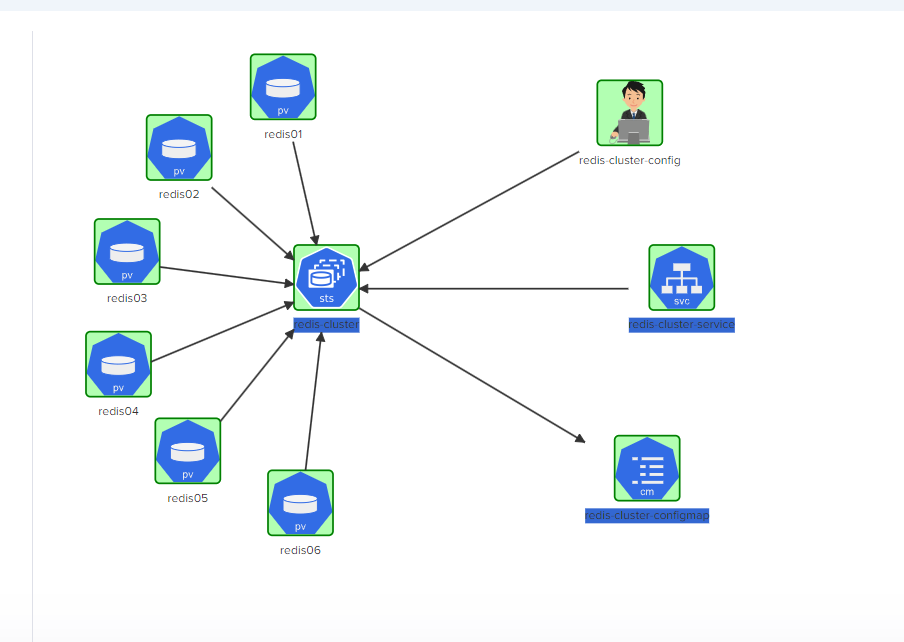 pv
redis01
pv
redis02
redis-cluster-config
pv
redis03
sts
redis-cluster
svc
redis-cluster-service
pv
redis04
pv
redis05
cm
redis-cluster-configmap
pv
redis06